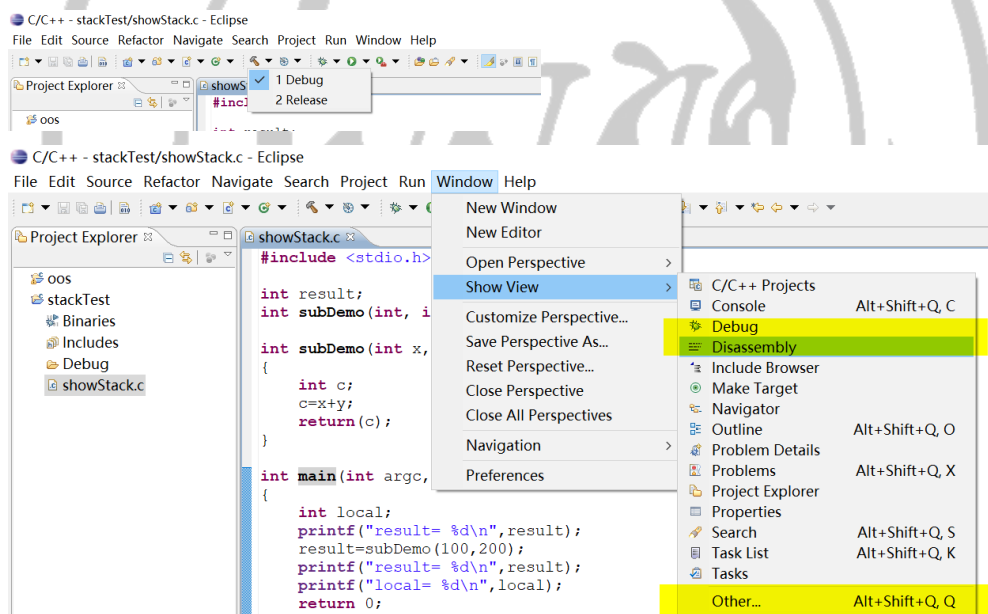 C/C++ - stackTest/showStack.c - Eclipse
File Edit Source Refactor Navigate Search Project Run Window Help
1 Debug
2 Release
Project Explorer
showS
#incl
oos
C/C++ - stackTest/showStack.c - Eclipse
File Edit Source Refactor Navigate Search Project Run Window Help
Project Explorer
oos
stackTest
Binaries
Includes
Debug
showStack.c
showStack.c
#include <stdio.h>
int result;
int subDemo(int, i
int subDemo(int x,
{
int c;
c=x+y;
return(c);
}
int main(int argc,
{
int local;
printf("result= %d\n",result);
result=subDemo(100,200);
printf("result= %d\n",result);
printf("local= %d\n",local);
return 0;
New Window
New Editor
Open Perspective
Show View
Customize Perspective...
Save Perspective As...
Reset Perspective...
Close Perspective
Close All Perspectives
Navigation
Preferences
C/C++ Projects
Console Alt+Shift+Q, C
Debug
Disassembly
Include Browser
Make Target
Navigator
Outline Alt+Shift+Q, O
Problem Details
Problems Alt+Shift+Q, X
Project Explorer
Properties
Search Alt+Shift+Q, S
Task List Alt+Shift+Q, K
Tasks
Other... Alt+Shift+Q, Q